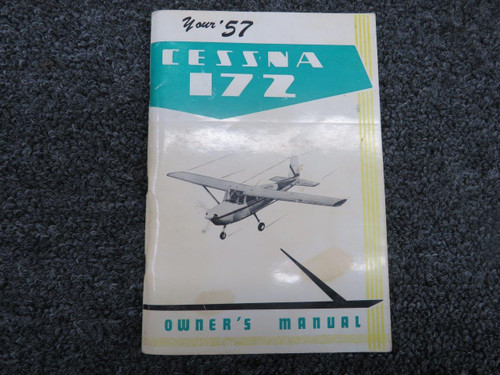 Your '57
CESSNA
172
OWNER'S MANUAL